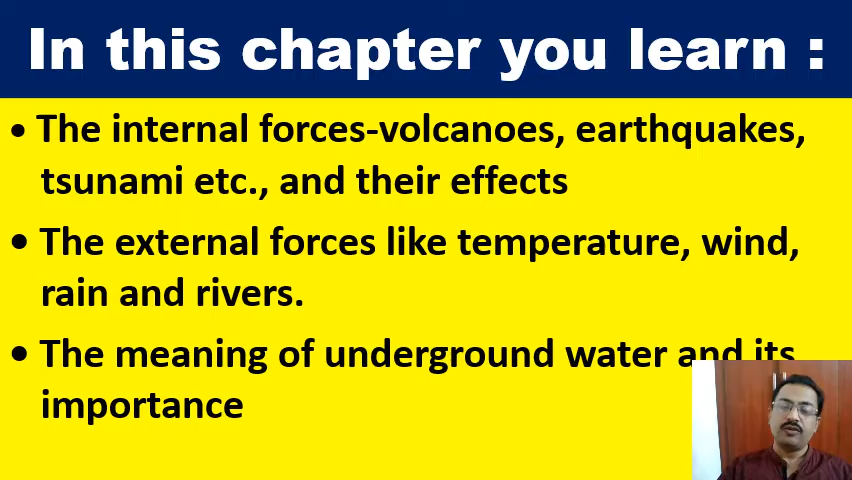 In this chapter you learn :
• The internal forces-volcanoes, earthquakes,
tsunami etc., and their effects
• The external forces like temperature, wind,
rain and rivers.
• The meaning of underground water and its
importance